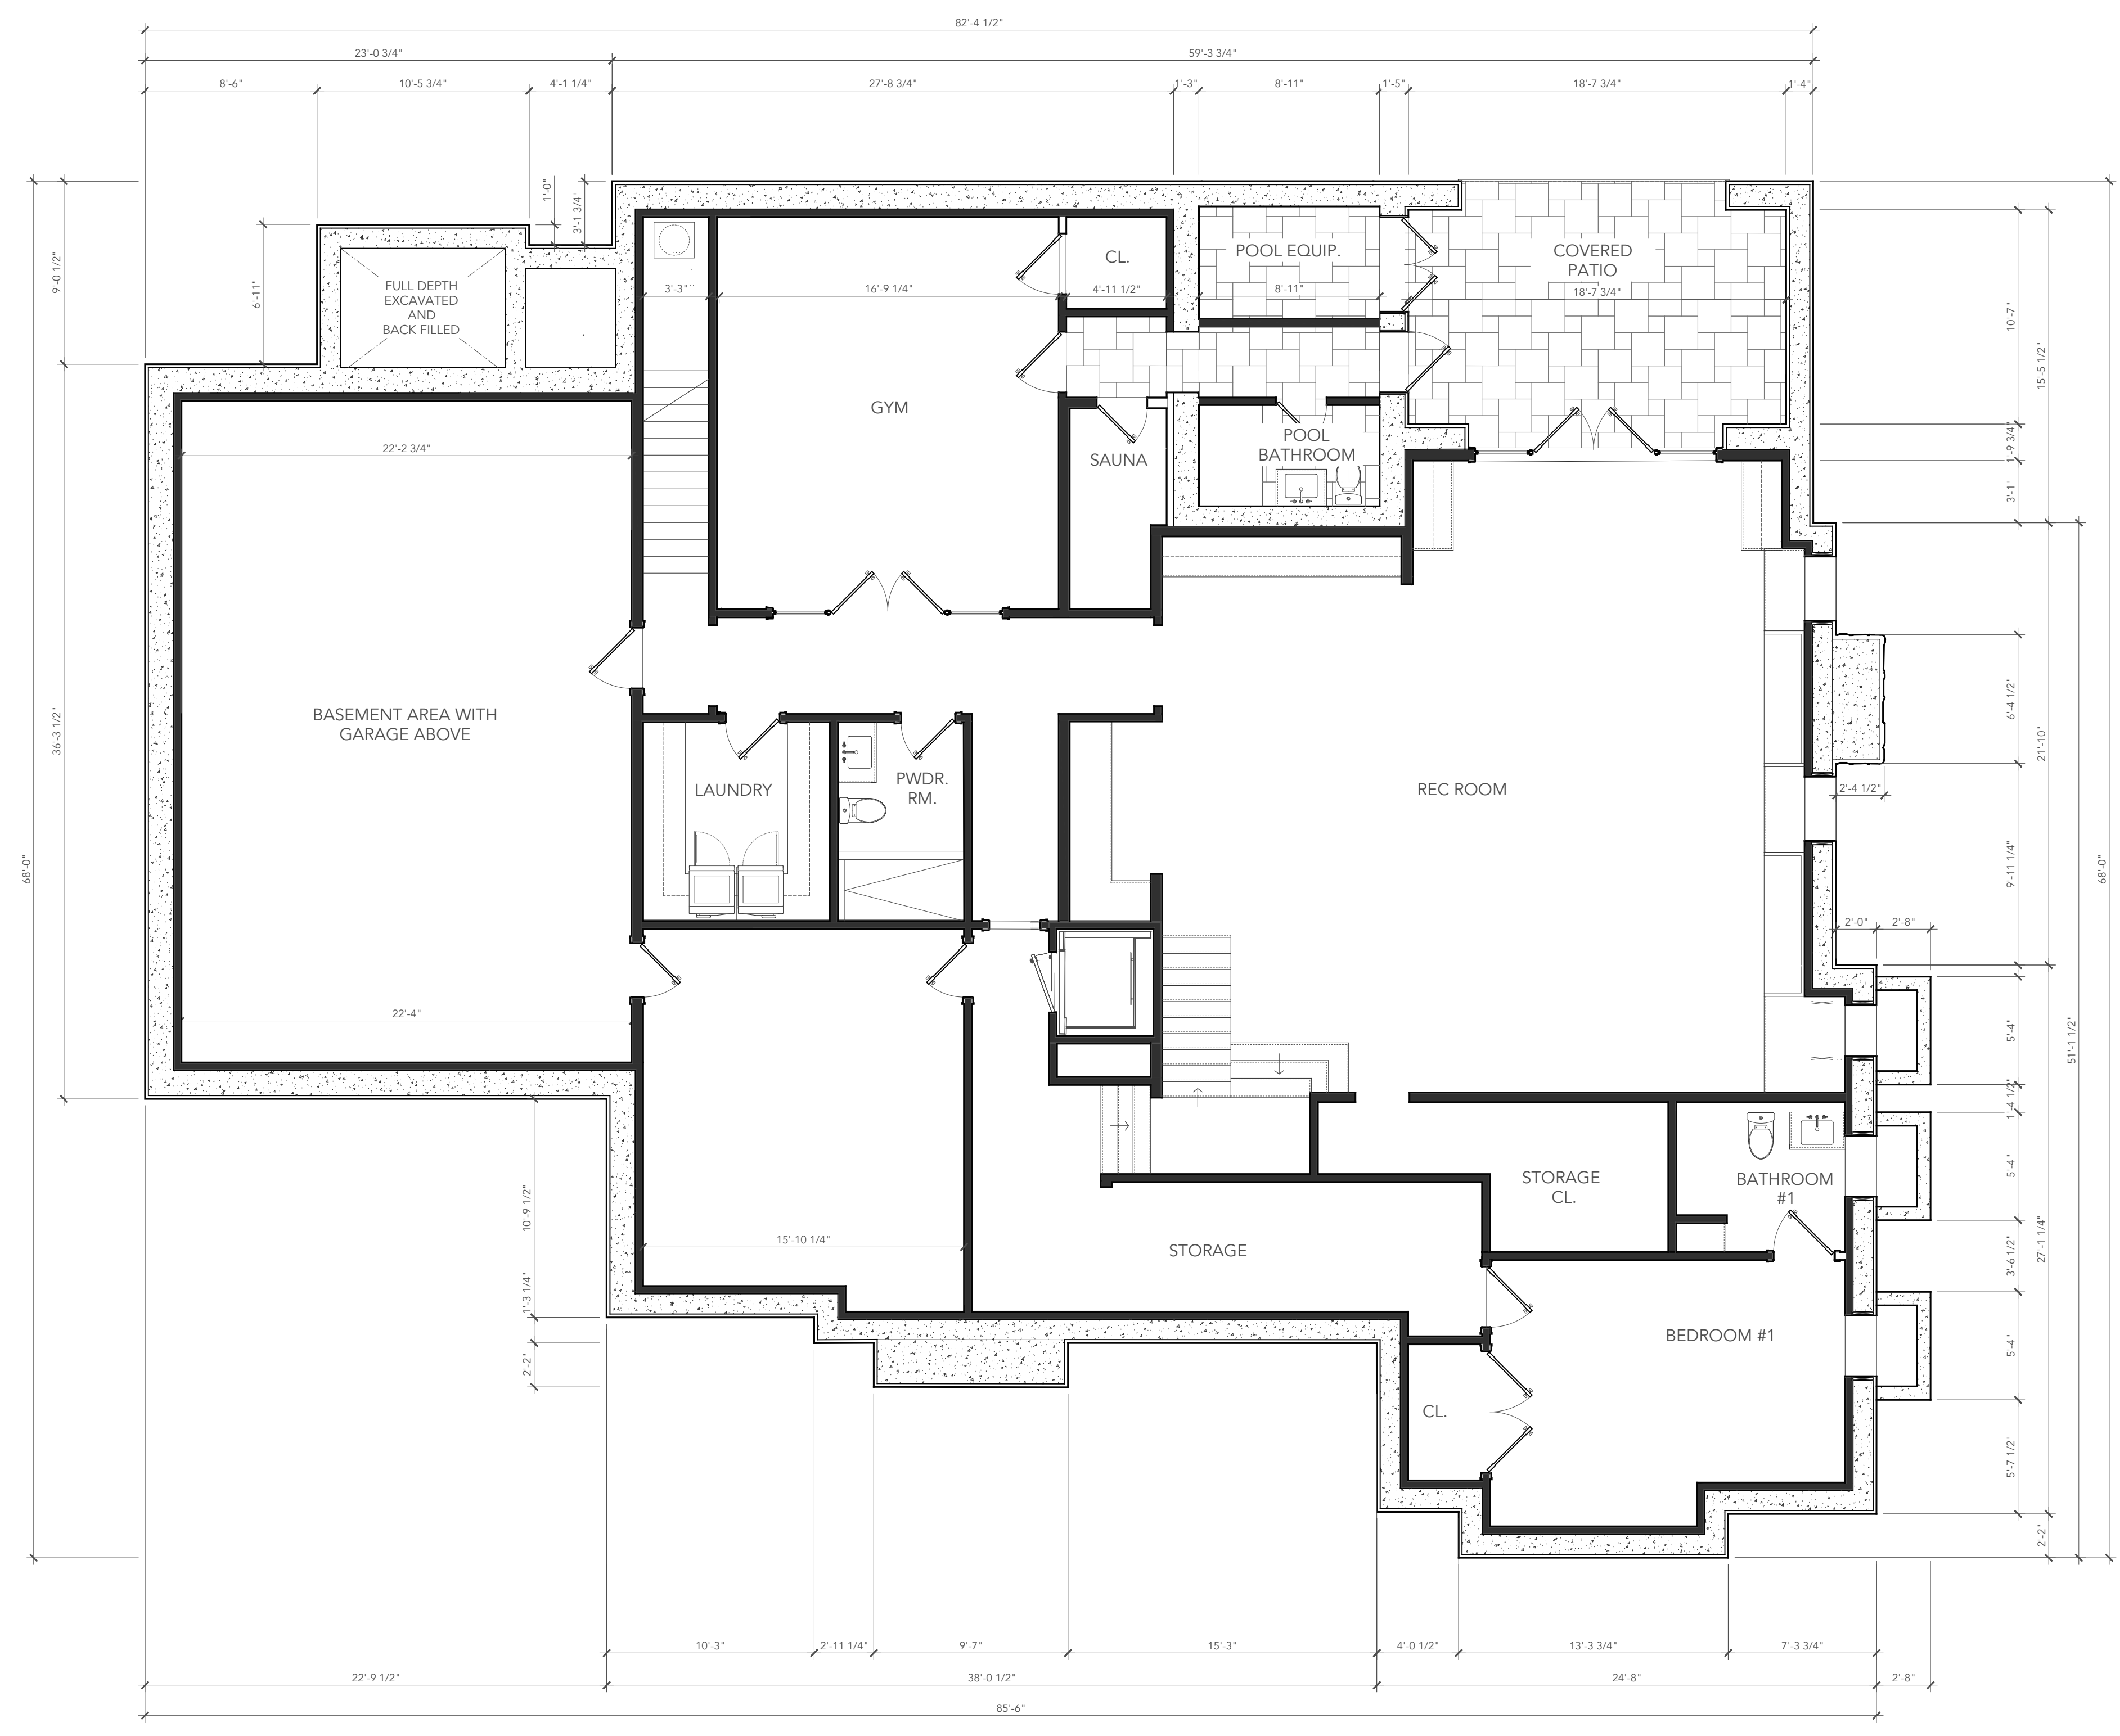 82'-4 1/2"
23'-0 3/4"
59'-3 3/4"
8'-6"
10'-5 3/4"
4'-1 1/4"
27'-8 3/4"
1'-3"
8'-11"
1'-5"
18'-7 3/4"
1'-4"
1'-0"
3'-1 3/4"
9'-0 1/2"
6'-11"
FULL DEPTH
EXCAVATED
AND
BACK FILLED
3'-3"
16'-9 1/4"
CL.
4'-11 1/2"
POOL EQUIP.
8'-11"
COVERED
PATIO
18'-7 3/4"
10'-7"
15'-5 1/2"
GYM
22'-2 3/4"
SAUNA
POOL
BATHROOM
1'-9 3/4"
3'-1"
BASEMENT AREA WITH
GARAGE ABOVE
36'-3 1/2"
68'-0"
LAUNDRY
PWDR.
RM.
REC ROOM
6'-4 1/2"
21'-10"
2'-4 1/2"
9'-11 1/4"
68'-0"
2'-0"
2'-8"
22'-4"
5'-4"
51'-1 1/2"
1'-4 1/2"
STORAGE
CL.
BATHROOM
#1
5'-4"
10'-9 1/2"
15'-10 1/4"
STORAGE
3'-6 1/2"
27'-1 1/4"
1'-3 1/4"
BEDROOM #1
5'-4"
2'-2"
CL.
5'-7 1/2"
2'-2"
10'-3"
2'-11 1/4"
9'-7"
15'-3"
4'-0 1/2"
13'-3 3/4"
7'-3 3/4"
22'-9 1/2"
38'-0 1/2"
24'-8"
2'-8"
85'-6"